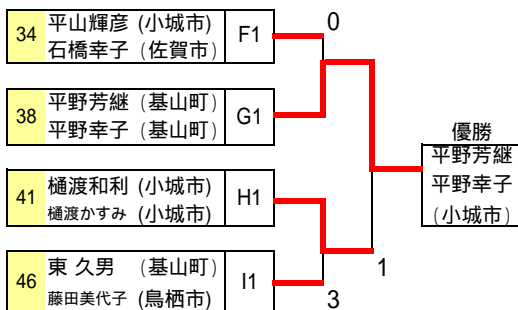 34 平山輝彦 (小城市) F1 0
石橋幸子 (佐賀市)
38 平野芳継 (基山町) G1
平野幸子 (基山町)
優勝
平野芳継
平野幸子
(小城市)
41 樋渡和利 (小城市) H1
樋渡かすみ (小城市)
46 東 久男 (基山町) I1 1
藤田美代子 (鳥栖市) 3